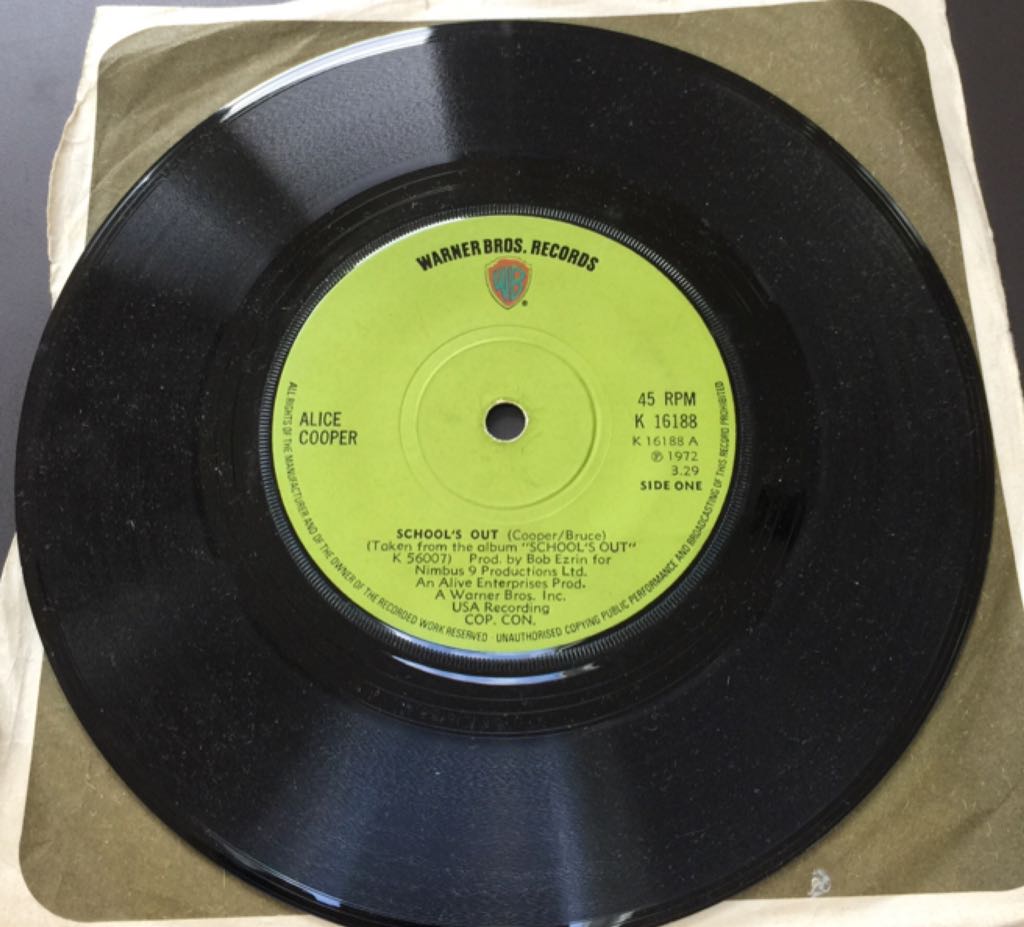 WARNER BROS. RECORDS
WB
ALICE
COOPER
45 RPM
K 16188
K 16188 A
℗ 1972
3.29
SIDE ONE
SCHOOL'S OUT (Cooper/Bruce)
(Taken from the album "SCHOOL'S OUT"
K 56007) Prod. by Bob Ezrin for
Nimbus 9 Productions Ltd.
An Alive Enterprises Prod.
A Warner Bros. Inc.
USA Recording
COP. CON.
ALL RIGHTS OF THE MANUFACTURER AND OF THE OWNER OF THE RECORDED WORK RESERVED · UNAUTHORISED COPYING PUBLIC PERFORMANCE AND BROADCASTING OF THIS RECORD PROHIBITED